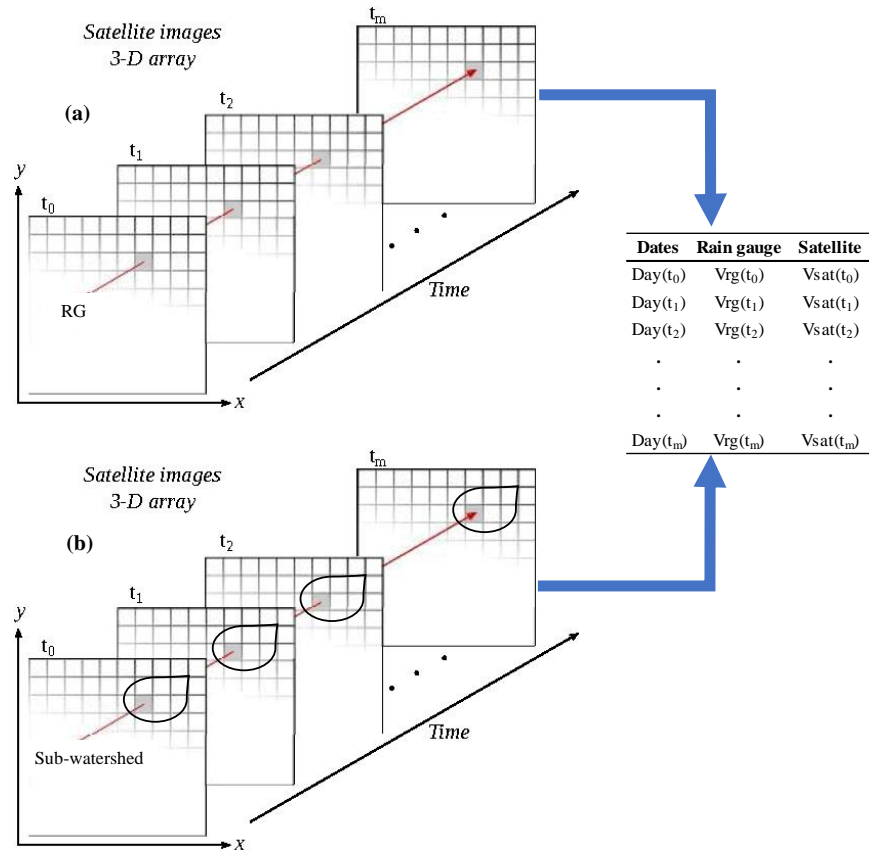 Satellite images
3-D array
(a)
t₀
t₁
t₂
tₘ
y
x
RG
Time
Dates Rain gauge Satellite
Day(t₀) Vrg(t₀) Vsat(t₀)
Day(t₁) Vrg(t₁) Vsat(t₁)
Day(t₂) Vrg(t₂) Vsat(t₂)
. . .
. . .
. . .
Day(tₘ) Vrg(tₘ) Vsat(tₘ)
Satellite images
3-D array
(b)
t₀
t₁
t₂
tₘ
y
x
Sub-watershed
Time